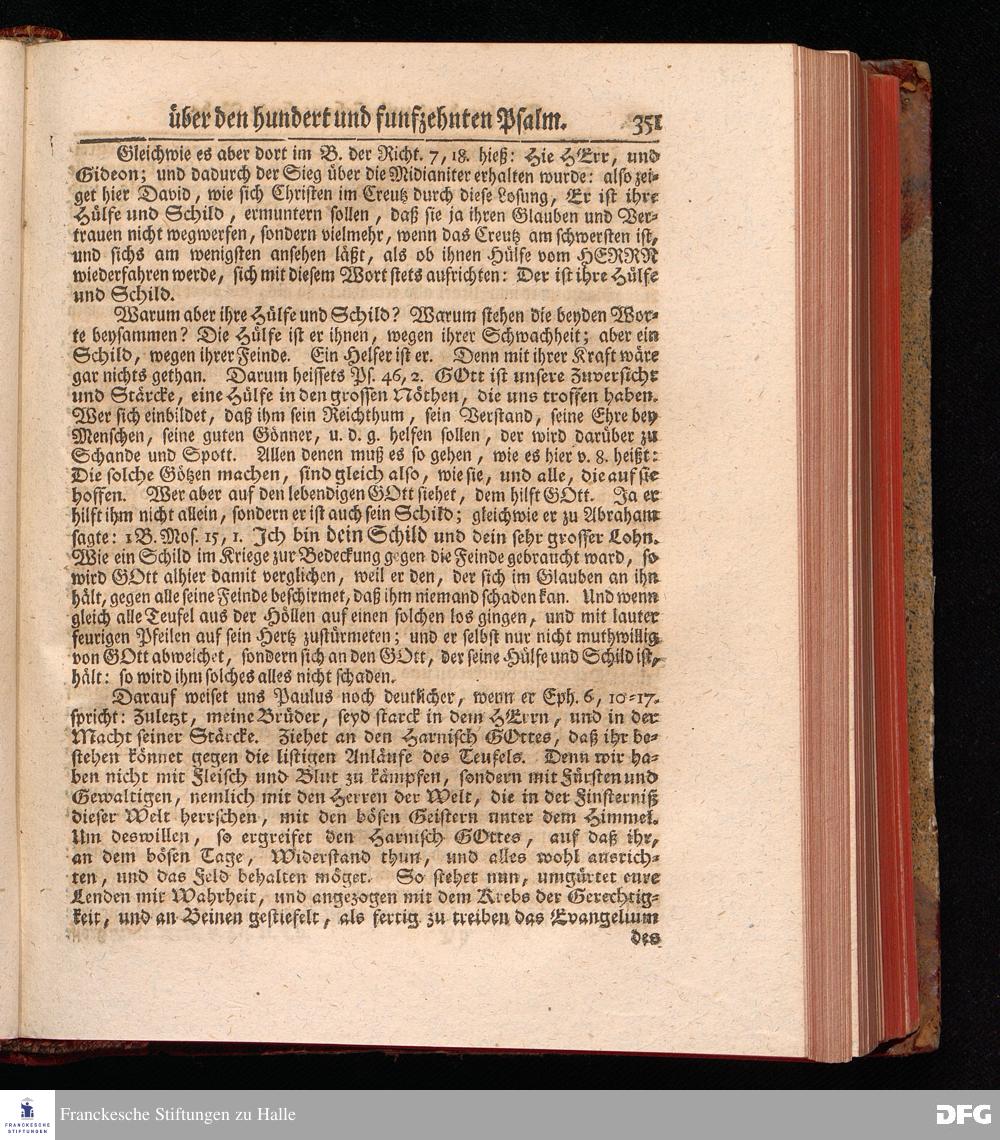 über den hundert und funfzehnten Psalm. 351
Gleichwie es aber dort im B. der Richt. 7, 18. hieß: Hie HErr, und
Gideon; und dadurch der Sieg über die Midianiter erhalten wurde: also zei-
get hier David, wie sich Christen im Creutz durch diese Losung, Er ist ihre
Hülfe und Schild, ermuntern sollen, daß sie ja ihren Glauben und Ver-
trauen nicht wegwerfen, sondern vielmehr, wenn das Creutz am schwersten ist,
und sichs am wenigsten ansehen läßt, als ob ihnen Hülfe vom HERRN
wiederfahren werde, sich mit diesem Wort stets aufrichten: Der ist ihre Hülfe
und Schild.
Warum aber ihre Hülfe und Schild? Warum stehen die beyden Wor-
te beysammen? Die Hülfe ist er ihnen, wegen ihrer Schwachheit; aber ein
Schild, wegen ihrer Feinde. Ein Helfer ist er. Denn mit ihrer Kraft wäre
gar nichts gethan. Darum heissets Ps. 46, 2. GOtt ist unsere Zuversicht
und Stärcke, eine Hülfe in den grossen Nöthen, die uns troffen haben.
Wer sich einbildet, daß ihm sein Reichthum, sein Verstand, seine Ehre bey
Menschen, seine guten Gönner, u. d. g. helfen sollen, der wird darüber zu
Schande und Spott. Allen denen muß es so gehen, wie es hier v. 8. heißt:
Die solche Götzen machen, sind gleich also, wie sie, und alle, die auf sie
hoffen. Wer aber auf den lebendigen GOtt siehet, dem hilft GOtt. Ja er
hilft ihm nicht allein, sondern er ist auch sein Schild; gleichwie er zu Abraham
sagte: 1 B. Mos. 15, 1. Ich bin dein Schild und dein sehr grosser Lohn.
Wie ein Schild im Kriege zur Bedeckung gegen die Feinde gebraucht ward, so
wird GOtt alhier damit verglichen, weil er den, der sich im Glauben an ihn
hält, gegen alle seine Feinde beschirmet, daß ihm niemand schaden kan. Und wenn
gleich alle Teufel aus der Höllen auf einen solchen los gingen, und mit lauter
feurigen Pfeilen auf sein Hertz zustürmeten; und er selbst nur nicht muthwillig
von GOtt abweichet, sondern sich an den GOtt, der seine Hülfe und Schild ist,
hält: so wird ihm solches alles nicht schaden.
Darauf weiset uns Paulus noch deutlicher, wenn er Eph. 6, 10-17.
spricht: Zuletzt, meine Brüder, seyd starck in dem HErrn, und in der
Macht seiner Stärcke. Ziehet an den Harnisch GOttes, daß ihr be-
stehen könnet gegen die listigen Anläufe des Teufels. Denn wir ha-
ben nicht mit Fleisch und Blut zu kämpfen, sondern mit Fürsten und
Gewaltigen, nemlich mit den Herren der Welt, die in der Finsterniß
dieser Welt herrschen, mit den bösen Geistern unter dem Himmel.
Um deswillen, so ergreifet den Harnisch GOttes, auf daß ihr,
an dem bösen Tage, Widerstand thun, und alles wohl ausrich-
ten, und das Feld behalten möget. So stehet nun, umgürtet eure
Lenden mit Wahrheit, und angezogen mit dem Krebs der Gerechtig-
keit, und an Beinen gestiefelt, als fertig zu treiben das Evangelium
des
FRANCKESCHE
STIFTUNGEN
Franckesche Stiftungen zu Halle
DFG